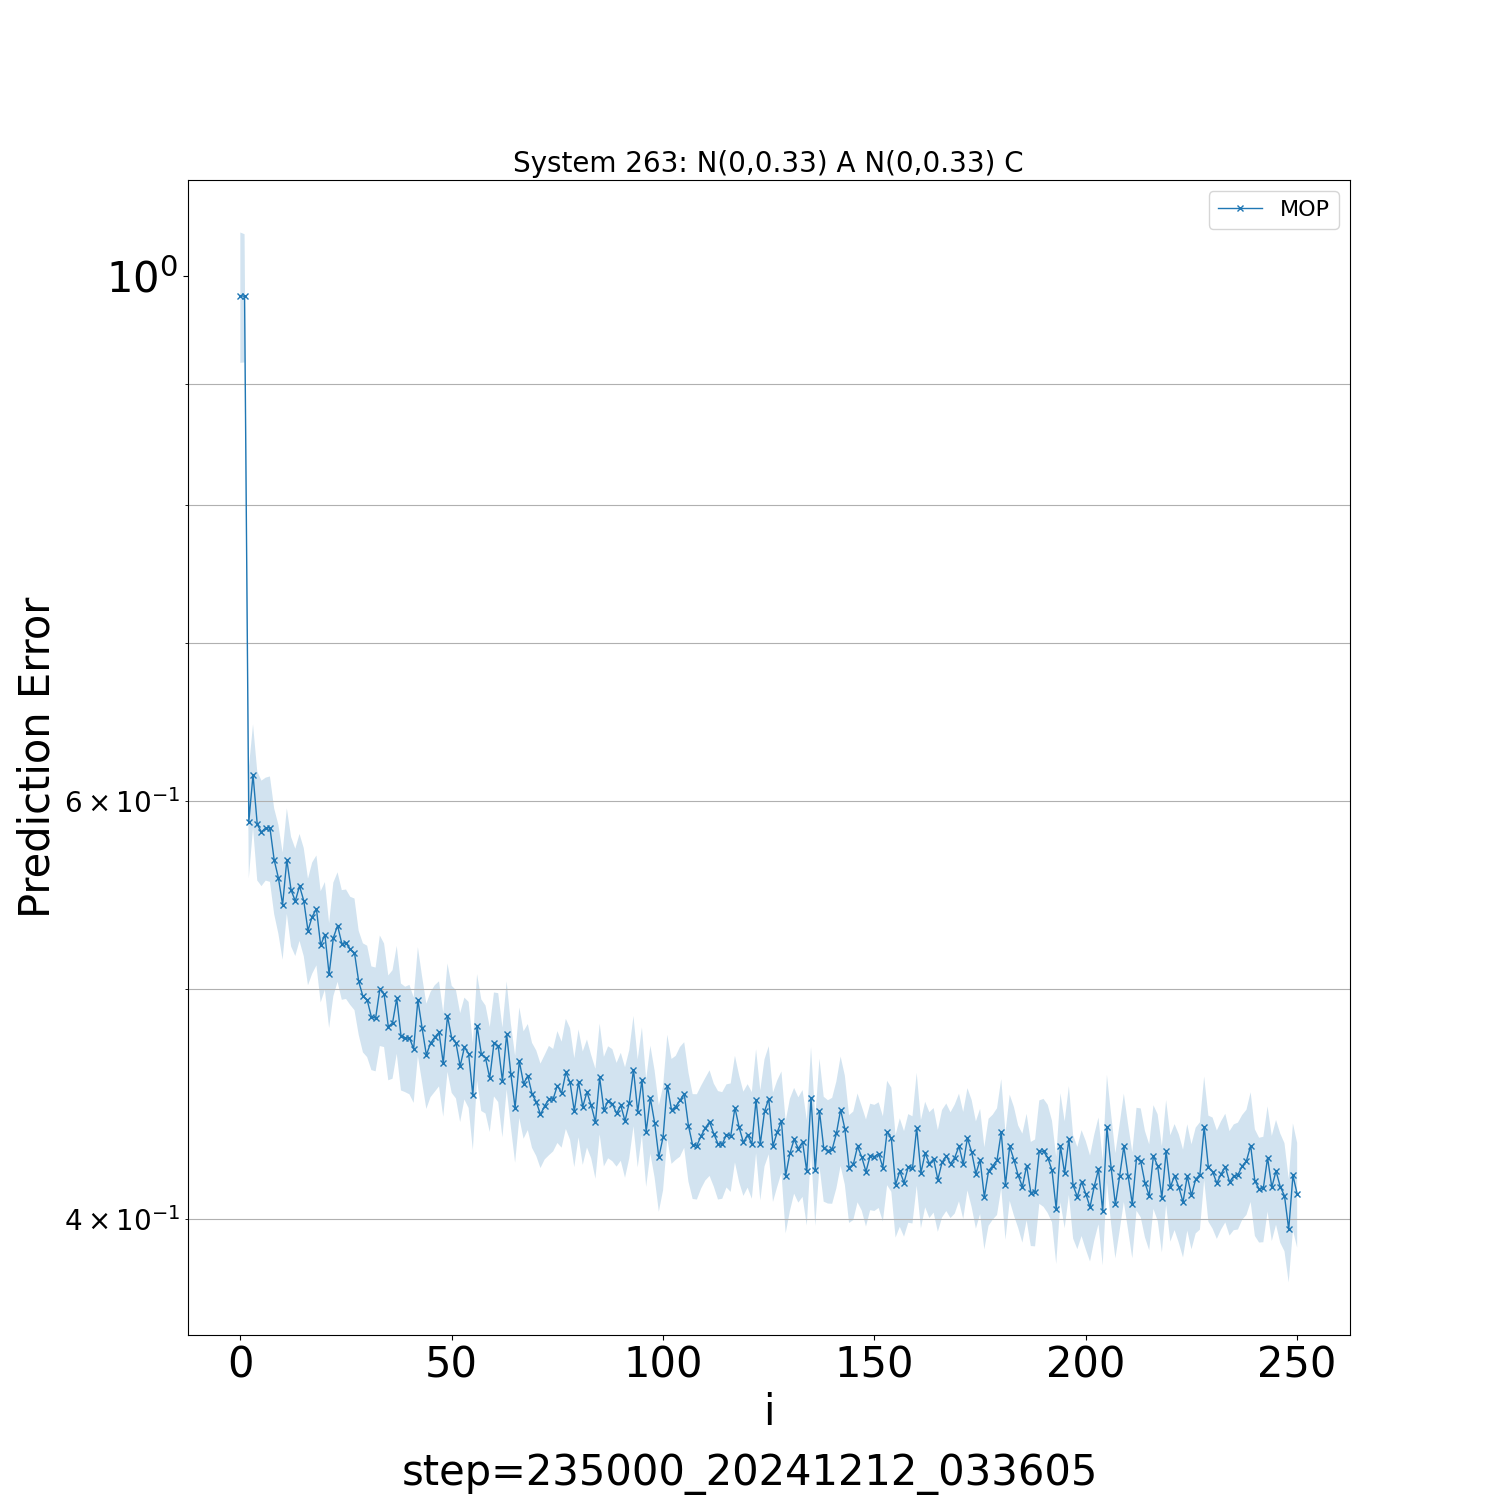 System 263: N(0,0.33) A N(0,0.33) C
MOP
10⁰
6 × 10⁻¹
4 × 10⁻¹
Prediction Error
0 50 100 150 200 250
i
step=235000_20241212_033605